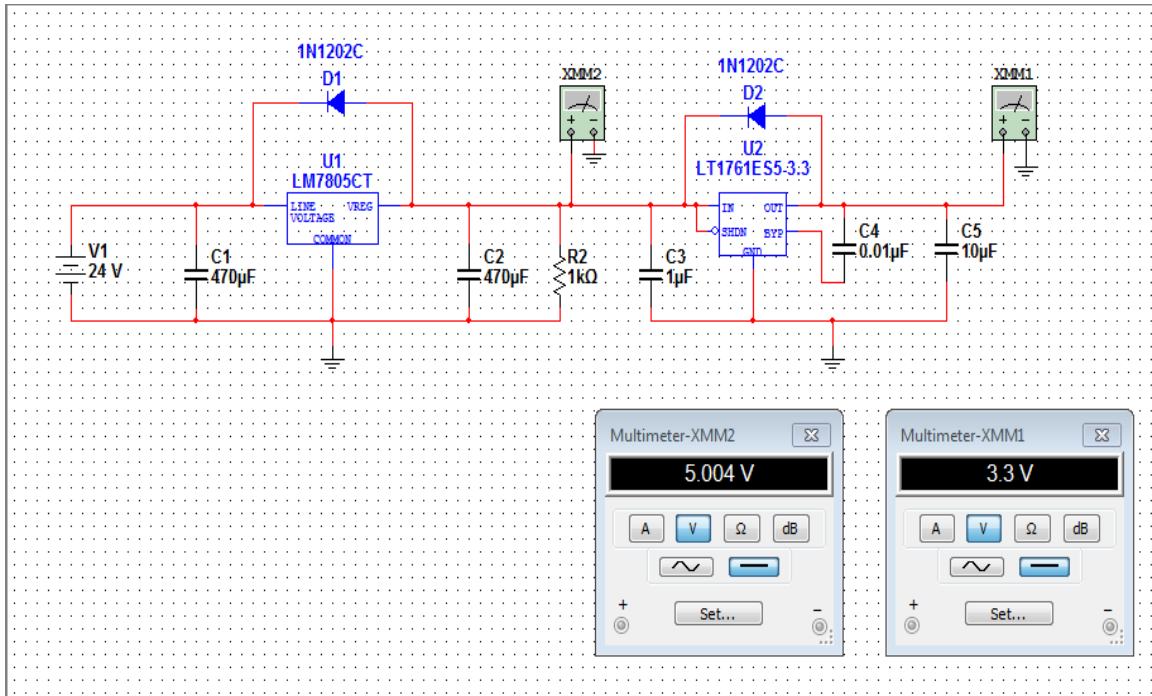 1N1202C
D1
U1
LM7805CT
LINE
VOLTAGE
VREG
COMMON
V1
24 V
C1
470µF
C2
470µF
R2
1kΩ
XMM2
+ −
1N1202C
D2
U2
LT1761ES5-3.3
IN
OUT
SHDN
BYP
GND
C3
1µF
C4
0.01µF
C5
10µF
XMM1
+ −
Multimeter-XMM2
5.004 V
A V Ω dB
+ Set... −
Multimeter-XMM1
3.3 V
A V Ω dB
+ Set... −